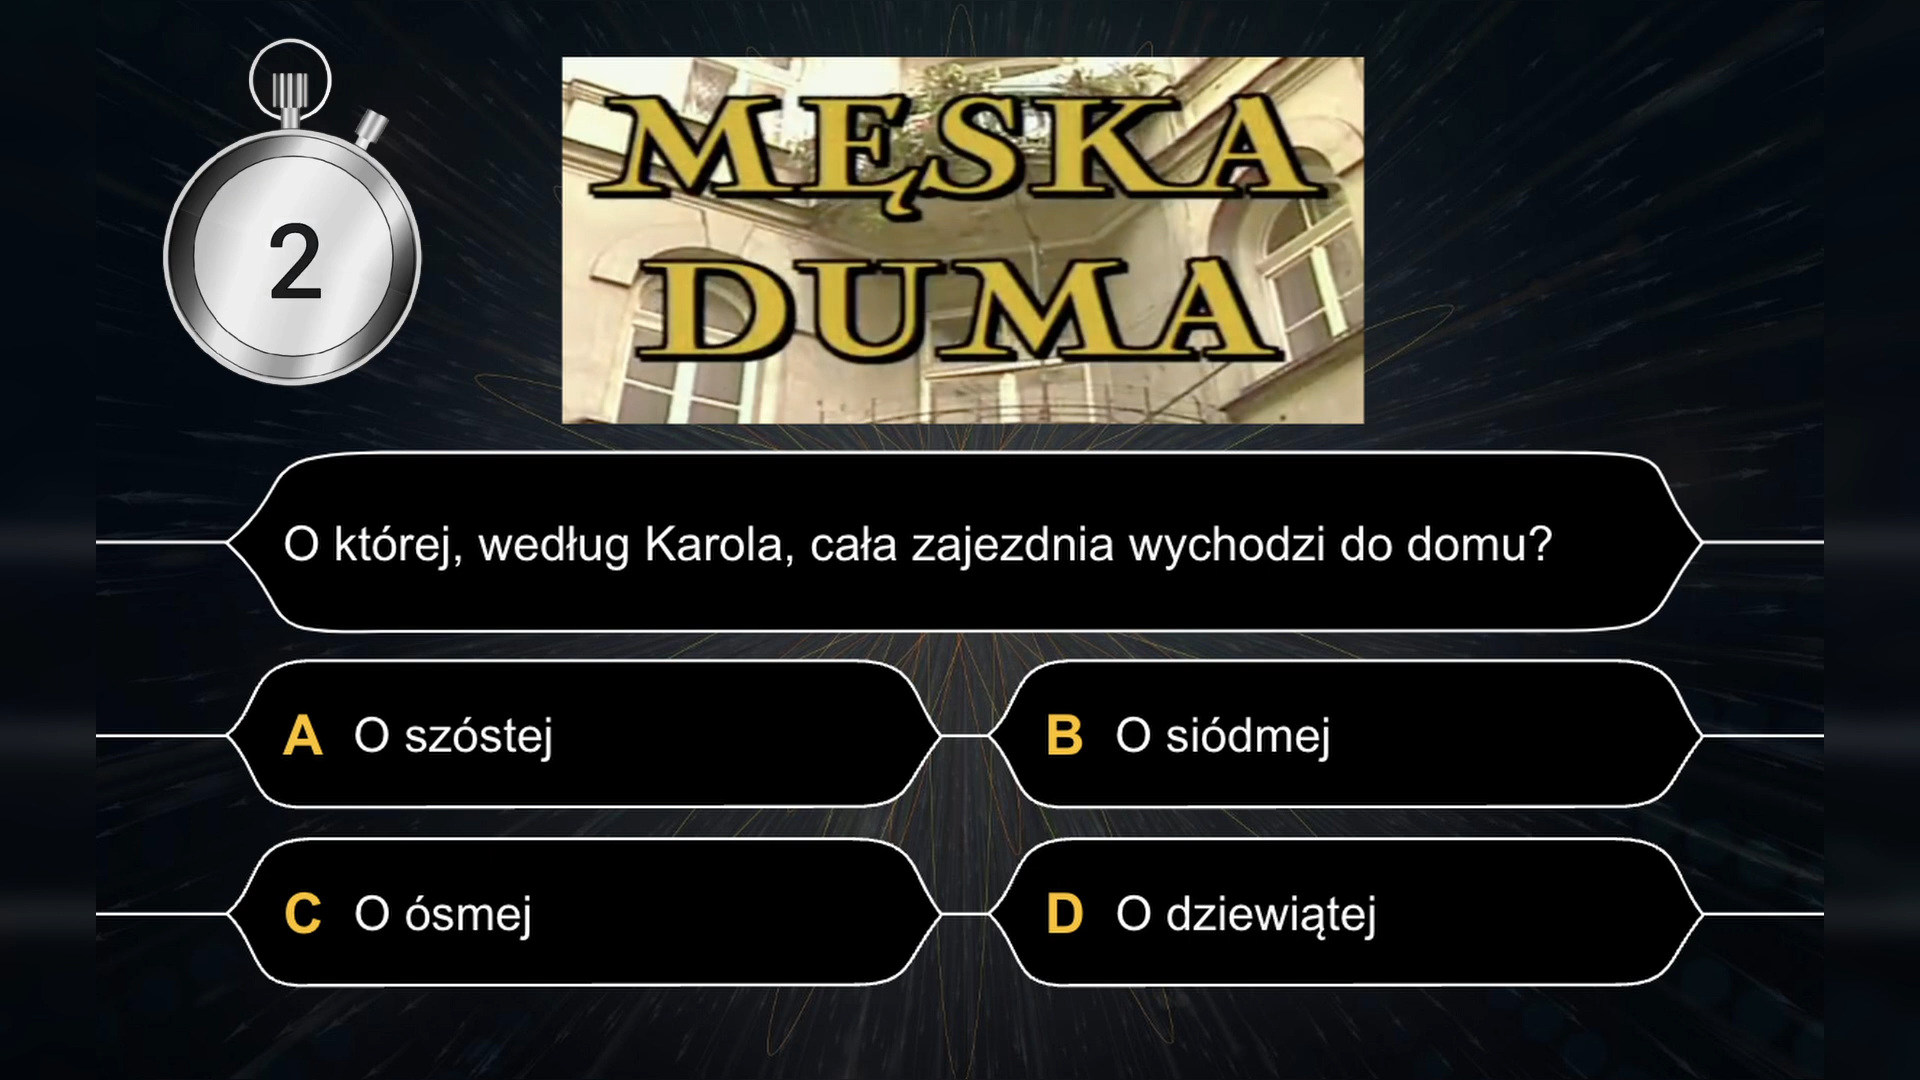 2
MĘSKA
DUMA
O której, według Karola, cała zajezdnia wychodzi do domu?
A O szóstej
B O siódmej
C O ósmej
D O dziewiątej